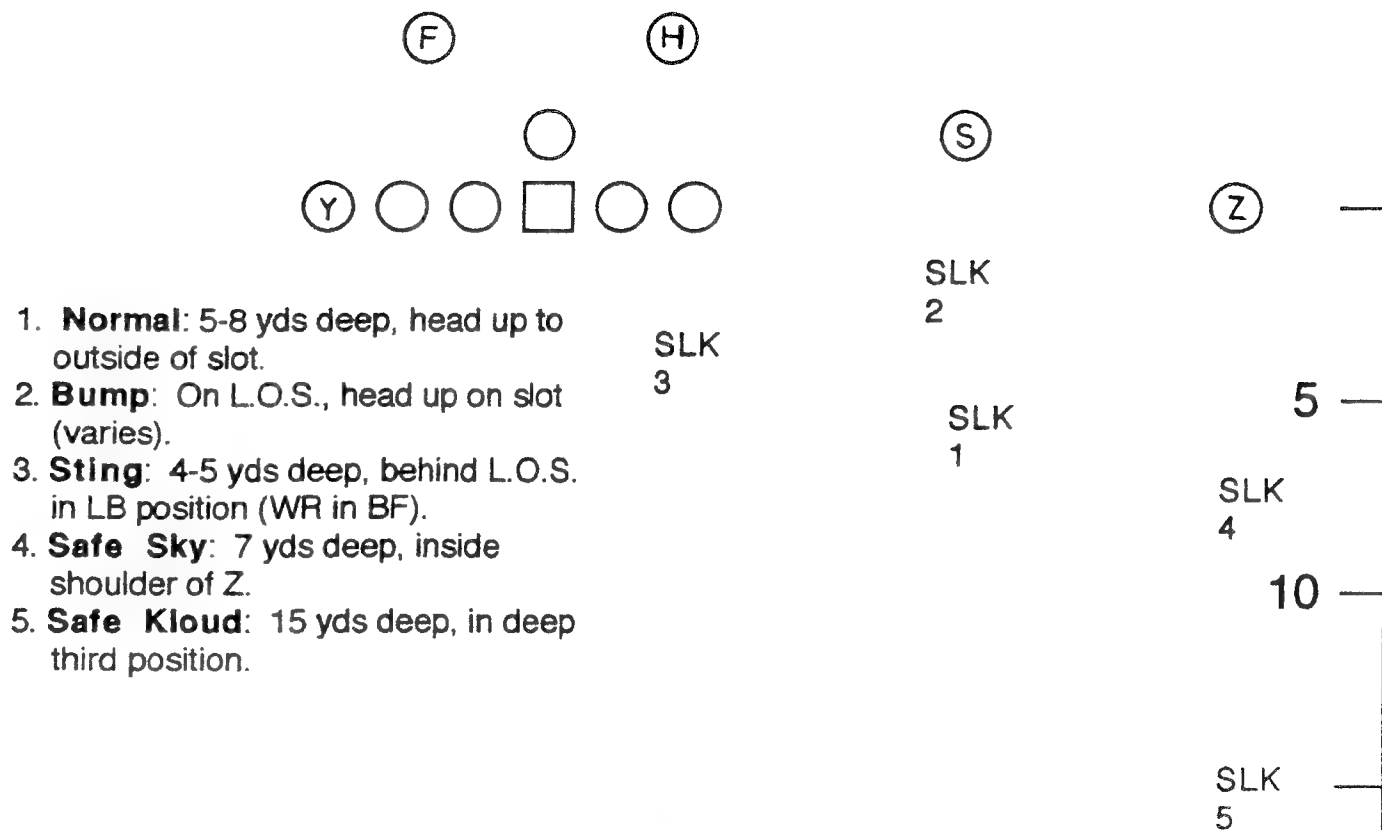 F H
S
Y Z
SLK
2
1. Normal: 5-8 yds deep, head up to
outside of slot.
2. Bump: On L.O.S., head up on slot
(varies).
3. Sting: 4-5 yds deep, behind L.O.S.
in LB position (WR in BF).
4. Safe Sky: 7 yds deep, inside
shoulder of Z.
5. Safe Kloud: 15 yds deep, in deep
third position.
SLK
3
5
SLK
1
SLK
4
10
SLK
5